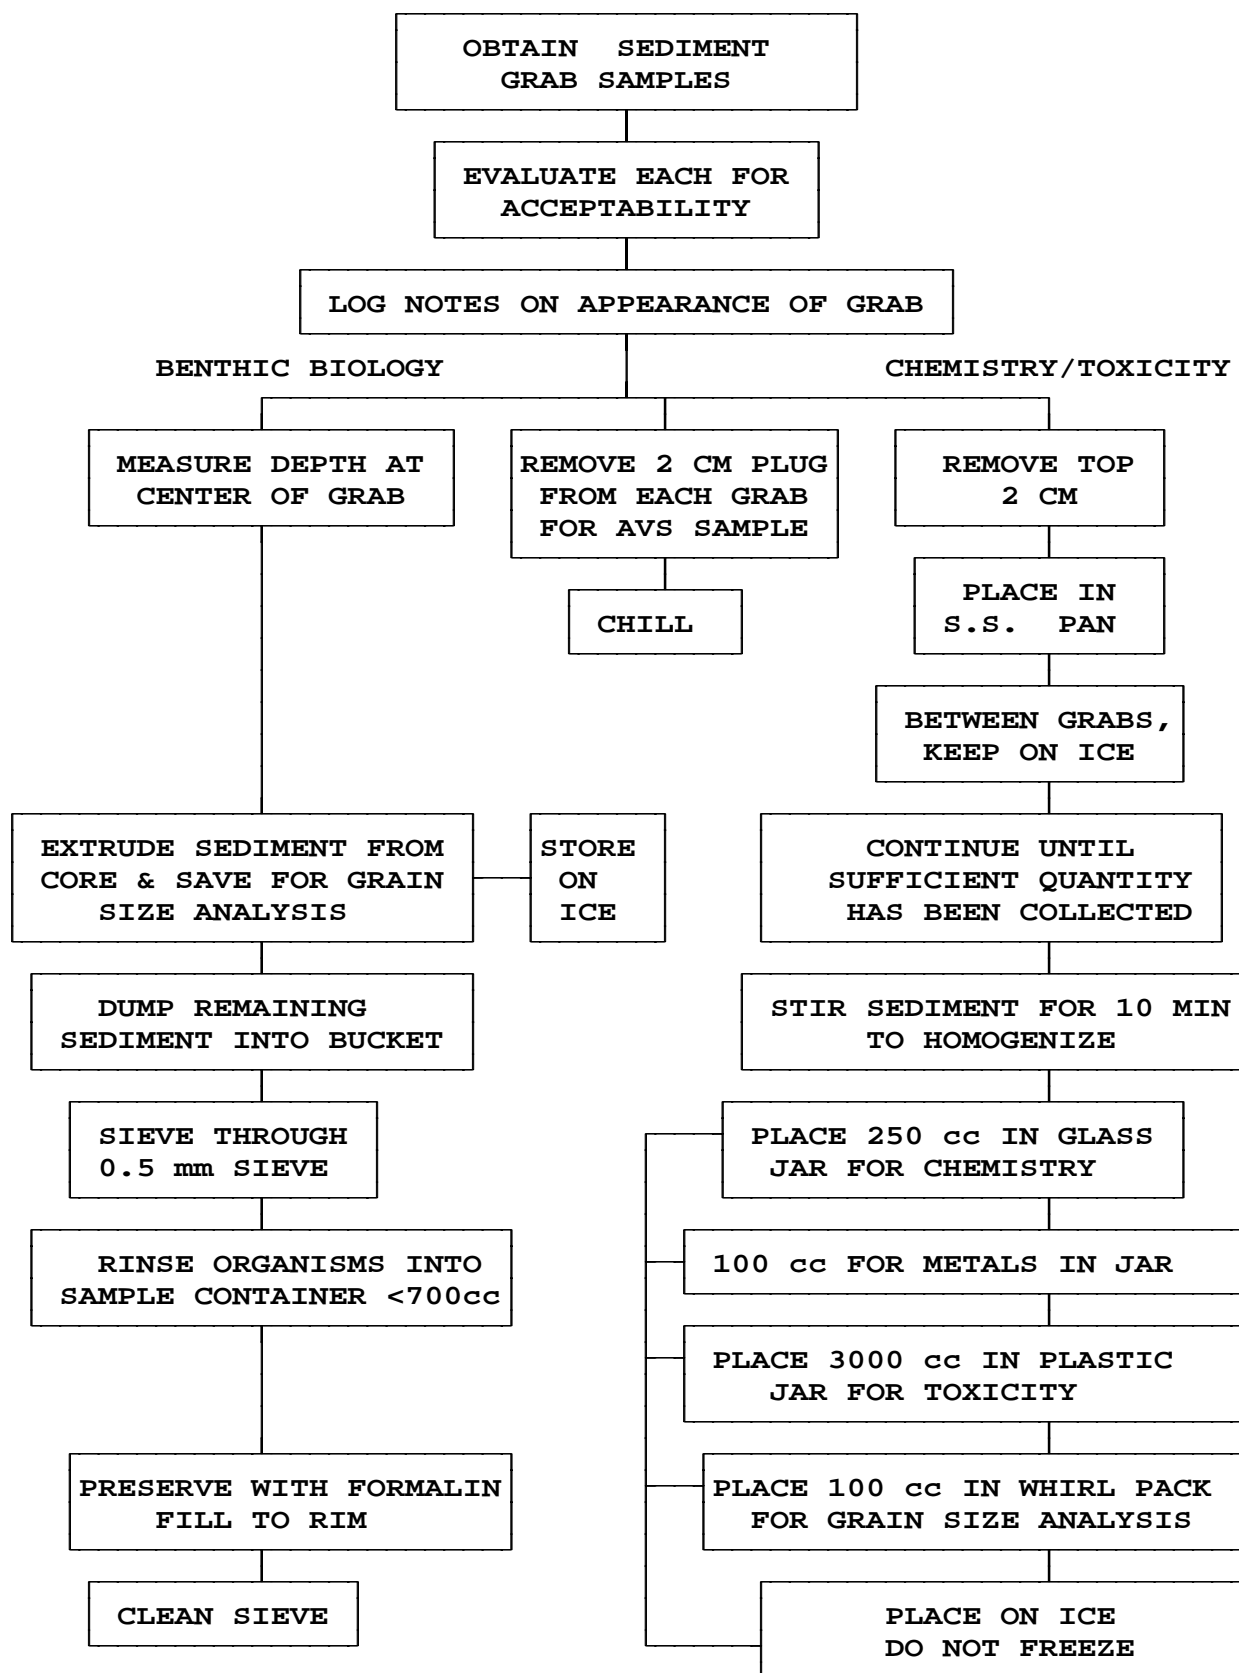 OBTAIN SEDIMENT
GRAB SAMPLES
EVALUATE EACH FOR
ACCEPTABILITY
LOG NOTES ON APPEARANCE OF GRAB
BENTHIC BIOLOGY
CHEMISTRY/TOXICITY
MEASURE DEPTH AT
CENTER OF GRAB
REMOVE 2 CM PLUG
FROM EACH GRAB
FOR AVS SAMPLE
REMOVE TOP
2 CM
CHILL
PLACE IN
S.S. PAN
BETWEEN GRABS,
KEEP ON ICE
EXTRUDE SEDIMENT FROM
CORE & SAVE FOR GRAIN
SIZE ANALYSIS
STORE
ON
ICE
CONTINUE UNTIL
SUFFICIENT QUANTITY
HAS BEEN COLLECTED
DUMP REMAINING
SEDIMENT INTO BUCKET
STIR SEDIMENT FOR 10 MIN
TO HOMOGENIZE
SIEVE THROUGH
0.5 mm SIEVE
PLACE 250 cc IN GLASS
JAR FOR CHEMISTRY
RINSE ORGANISMS INTO
SAMPLE CONTAINER <700cc
100 cc FOR METALS IN JAR
PLACE 3000 cc IN PLASTIC
JAR FOR TOXICITY
PRESERVE WITH FORMALIN
FILL TO RIM
PLACE 100 cc IN WHIRL PACK
FOR GRAIN SIZE ANALYSIS
CLEAN SIEVE
PLACE ON ICE
DO NOT FREEZE